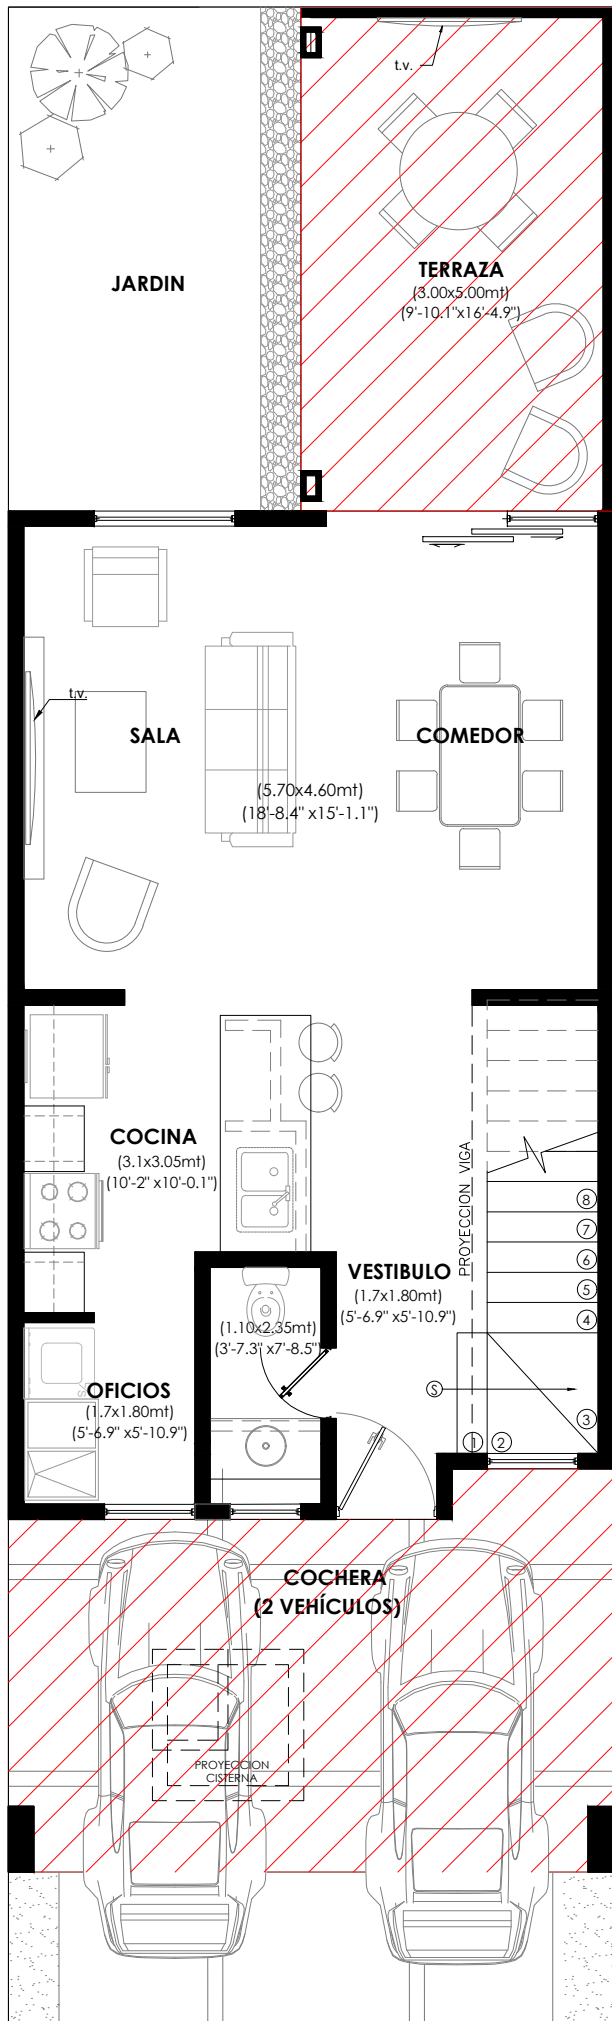 t.v.
JARDIN
TERRAZA
(3.00x5.00mt)
(9'-10.1"x16'-4.9")
t.v.
SALA
COMEDOR
(5.70x4.60mt)
(18'-8.4" x15'-1.1")
COCINA
(3.1x3.05mt)
(10'-2" x10'-0.1")
PROYECCION VIGA
8
7
6
5
4
3
2
1
S
VESTIBULO
(1.7x1.80mt)
(5'-6.9" x5'-10.9")
(1.10x2.35mt)
(3'-7.3" x7'-8.5")
OFICIOS
(1.7x1.80mt)
(5'-6.9" x5'-10.9")
COCHERA
(2 VEHÍCULOS)
PROYECCION
CISTERNA